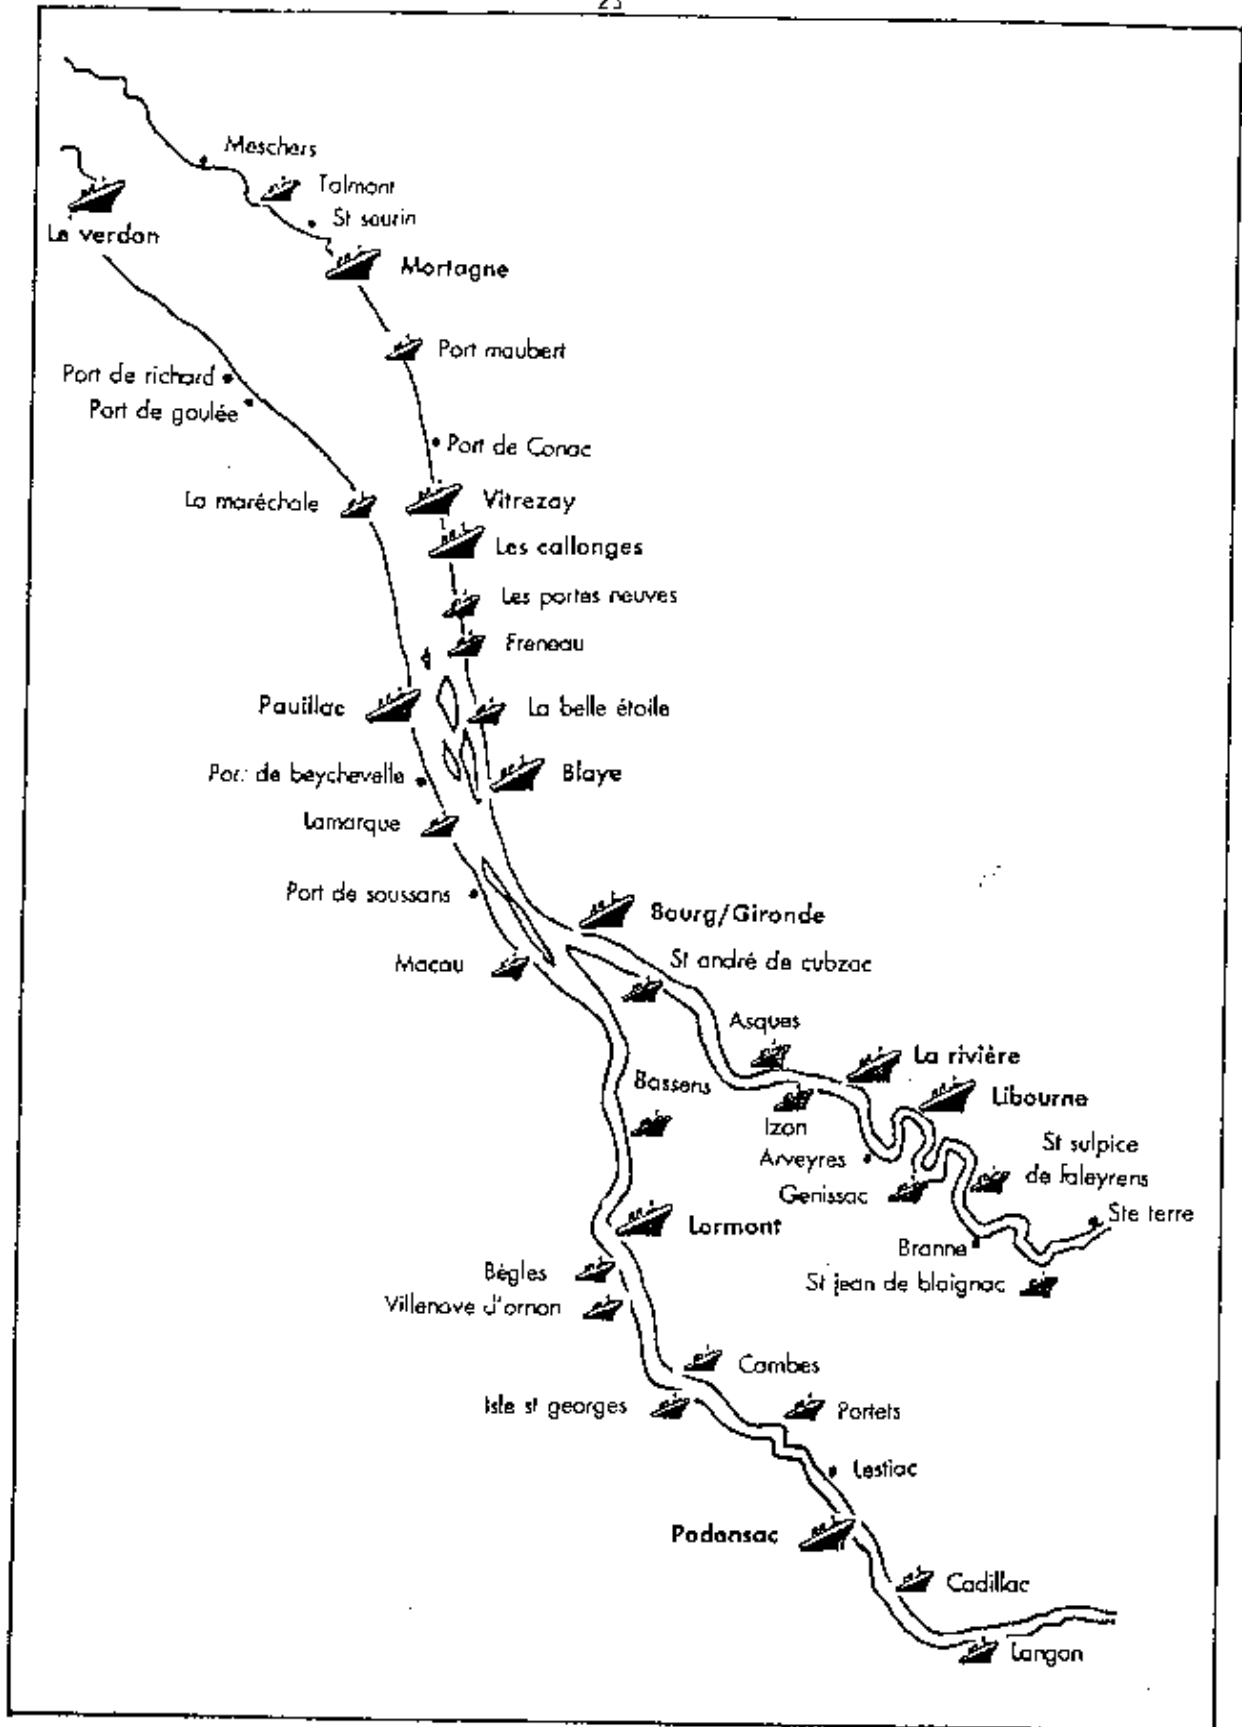 23
Meschers
Talmont
St saurin
Le verdon
Mortagne
Port maubert
Port de richard
Port de goulée
Port de Conac
La maréchale
Vitrezay
Les callonges
Les portes neuves
Freneau
Pauillac
La belle étoile
Port de beychevelle
Blaye
Lamarque
Port de soussans
Bourg/Gironde
Macau
St andré de cubzac
Asques
La rivière
Bassens
Libourne
Izon
Arveyres
St sulpice
de faleyrens
Genissac
Ste terre
Lormont
Branne
Bègles
St jean de blaignac
Villenave d'ornon
Cambes
Isle st georges
Portets
Lestiac
Podensac
Cadillac
Langon